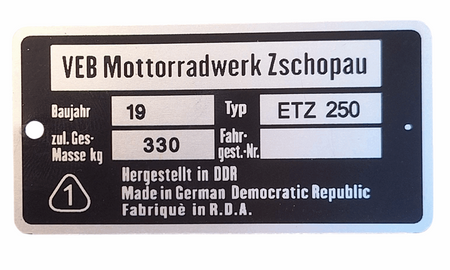 VEB Mottorradwerk Zschopau
Baujahr 19 Typ ETZ 250
zul. Ges- 330 Fahr-
Masse kg gest.-Nr.
Hergestellt in DDR
1 Made in German Democratic Republic
Fabriquè in R.D.A.